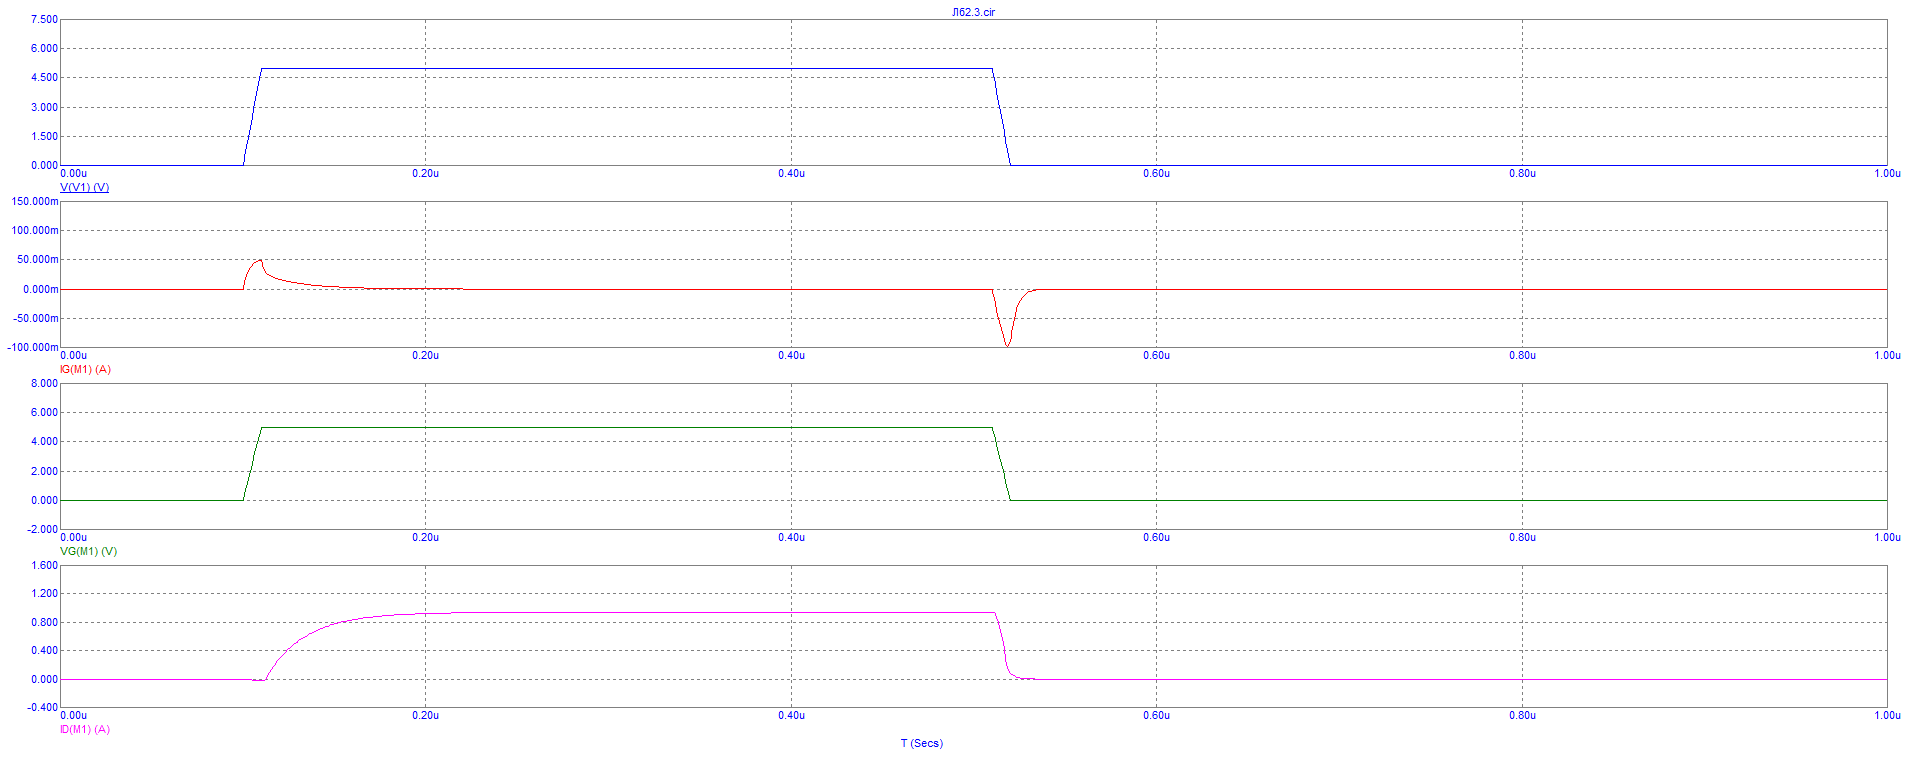 Л62.3.cir
7.500
6.000
4.500
3.000
1.500
0.000
0.00u 0.20u 0.40u 0.60u 0.80u 1.00u
V(V1) (V)
150.000m
100.000m
50.000m
0.000m
-50.000m
-100.000m
0.00u 0.20u 0.40u 0.60u 0.80u 1.00u
IG(M1) (A)
8.000
6.000
4.000
2.000
0.000
-2.000
0.00u 0.20u 0.40u 0.60u 0.80u 1.00u
VG(M1) (V)
1.600
1.200
0.800
0.400
0.000
-0.400
0.00u 0.20u 0.40u 0.60u 0.80u 1.00u
ID(M1) (A)
T (Secs)